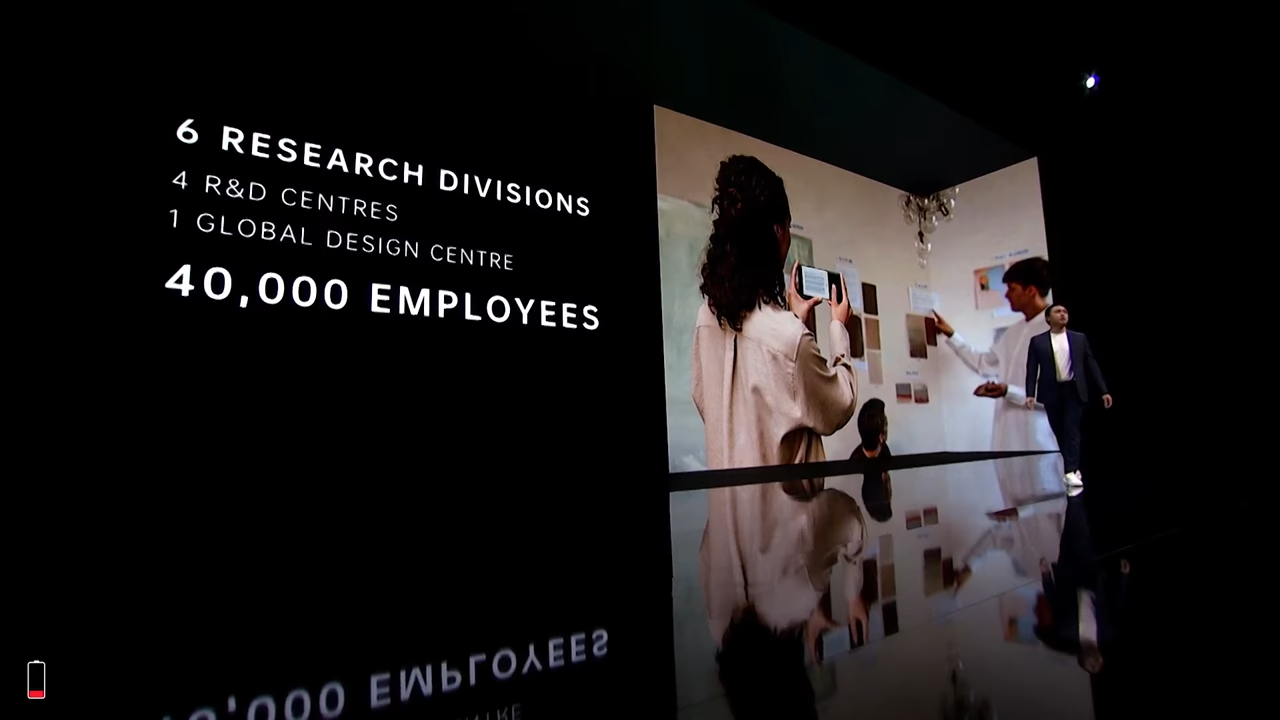 6 RESEARCH DIVISIONS
4 R&D CENTRES
1 GLOBAL DESIGN CENTRE
40,000 EMPLOYEES